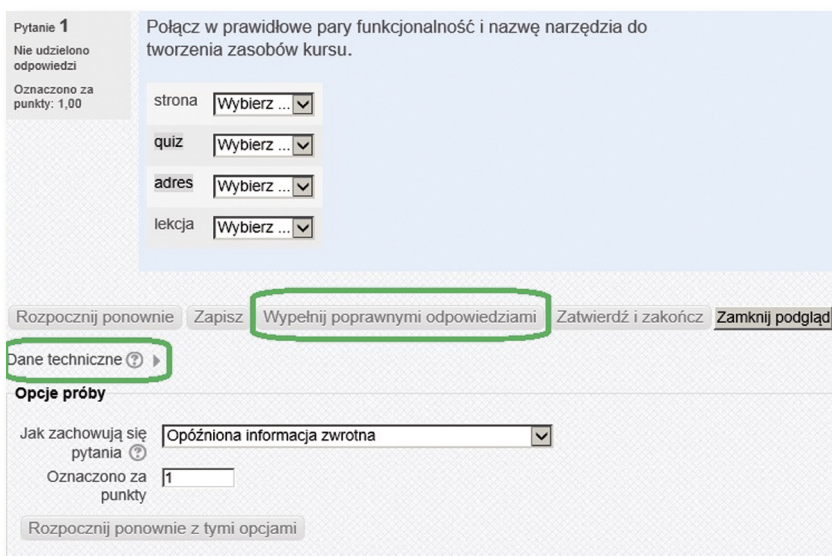 Pytanie 1
Nie udzielono
odpowiedzi
Oznaczono za
punkty: 1,00
Połącz w prawidłowe pary funkcjonalność i nazwę narzędzia do
tworzenia zasobów kursu.
strona Wybierz ...
quiz Wybierz ...
adres Wybierz ...
lekcja Wybierz ...
Rozpocznij ponownie Zapisz Wypełnij poprawnymi odpowiedziami Zatwierdź i zakończ Zamknij podgląd
Dane techniczne
Opcje próby
Jak zachowują się
pytania
Opóźniona informacja zwrotna
Oznaczono za
punkty
1
Rozpocznij ponownie z tymi opcjami